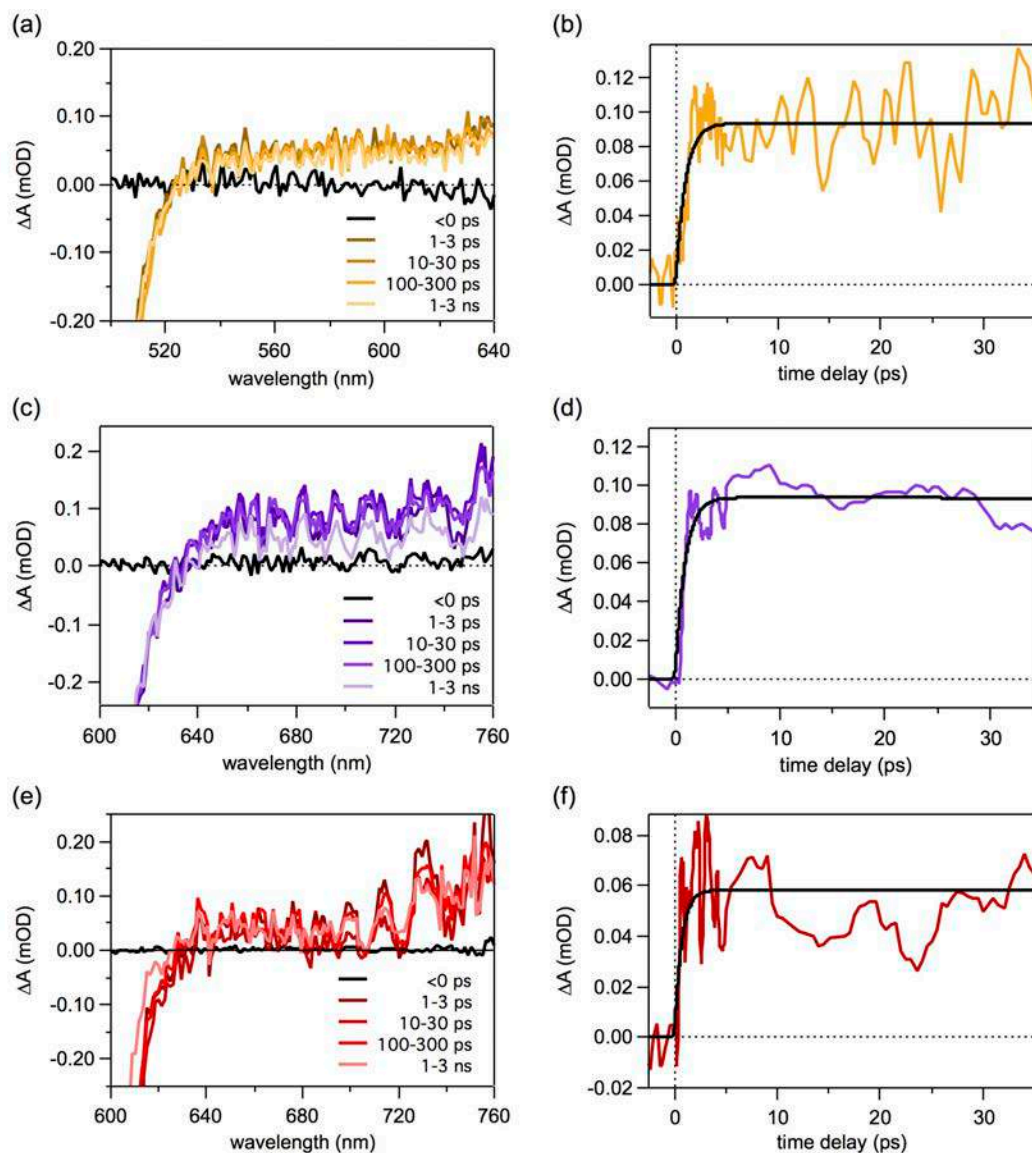 (a)
0.20
0.10
0.00
-0.10
-0.20
ΔA (mOD)
<0 ps
1-3 ps
10-30 ps
100-300 ps
1-3 ns
520 560 600 640
wavelength (nm)
(b)
0.12
0.10
0.08
0.06
0.04
0.02
0.00
ΔA (mOD)
0 10 20 30
time delay (ps)
(c)
0.2
0.1
0.0
-0.1
-0.2
ΔA (mOD)
<0 ps
1-3 ps
10-30 ps
100-300 ps
1-3 ns
600 640 680 720 760
wavelength (nm)
(d)
0.12
0.10
0.08
0.06
0.04
0.02
0.00
ΔA (mOD)
0 10 20 30
time delay (ps)
(e)
0.20
0.10
0.00
-0.10
-0.20
ΔA (mOD)
<0 ps
1-3 ps
10-30 ps
100-300 ps
1-3 ns
600 640 680 720 760
wavelength (nm)
(f)
0.08
0.06
0.04
0.02
0.00
-0.02
ΔA (mOD)
0 10 20 30
time delay (ps)